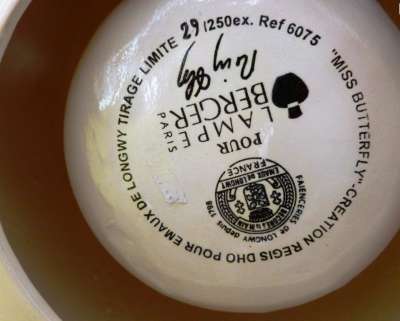 "MISS BUTTERFLY" CREATION REGIS DHO POUR EMAUX DE LONGWY TIRAGE LIMITE 29/250ex. Ref 6075
POUR
LAMPE
BERGER
PARIS
FRANCE
EMAUX DE LONGWY
FAIENCERIES DE LONGWY depuis 1798